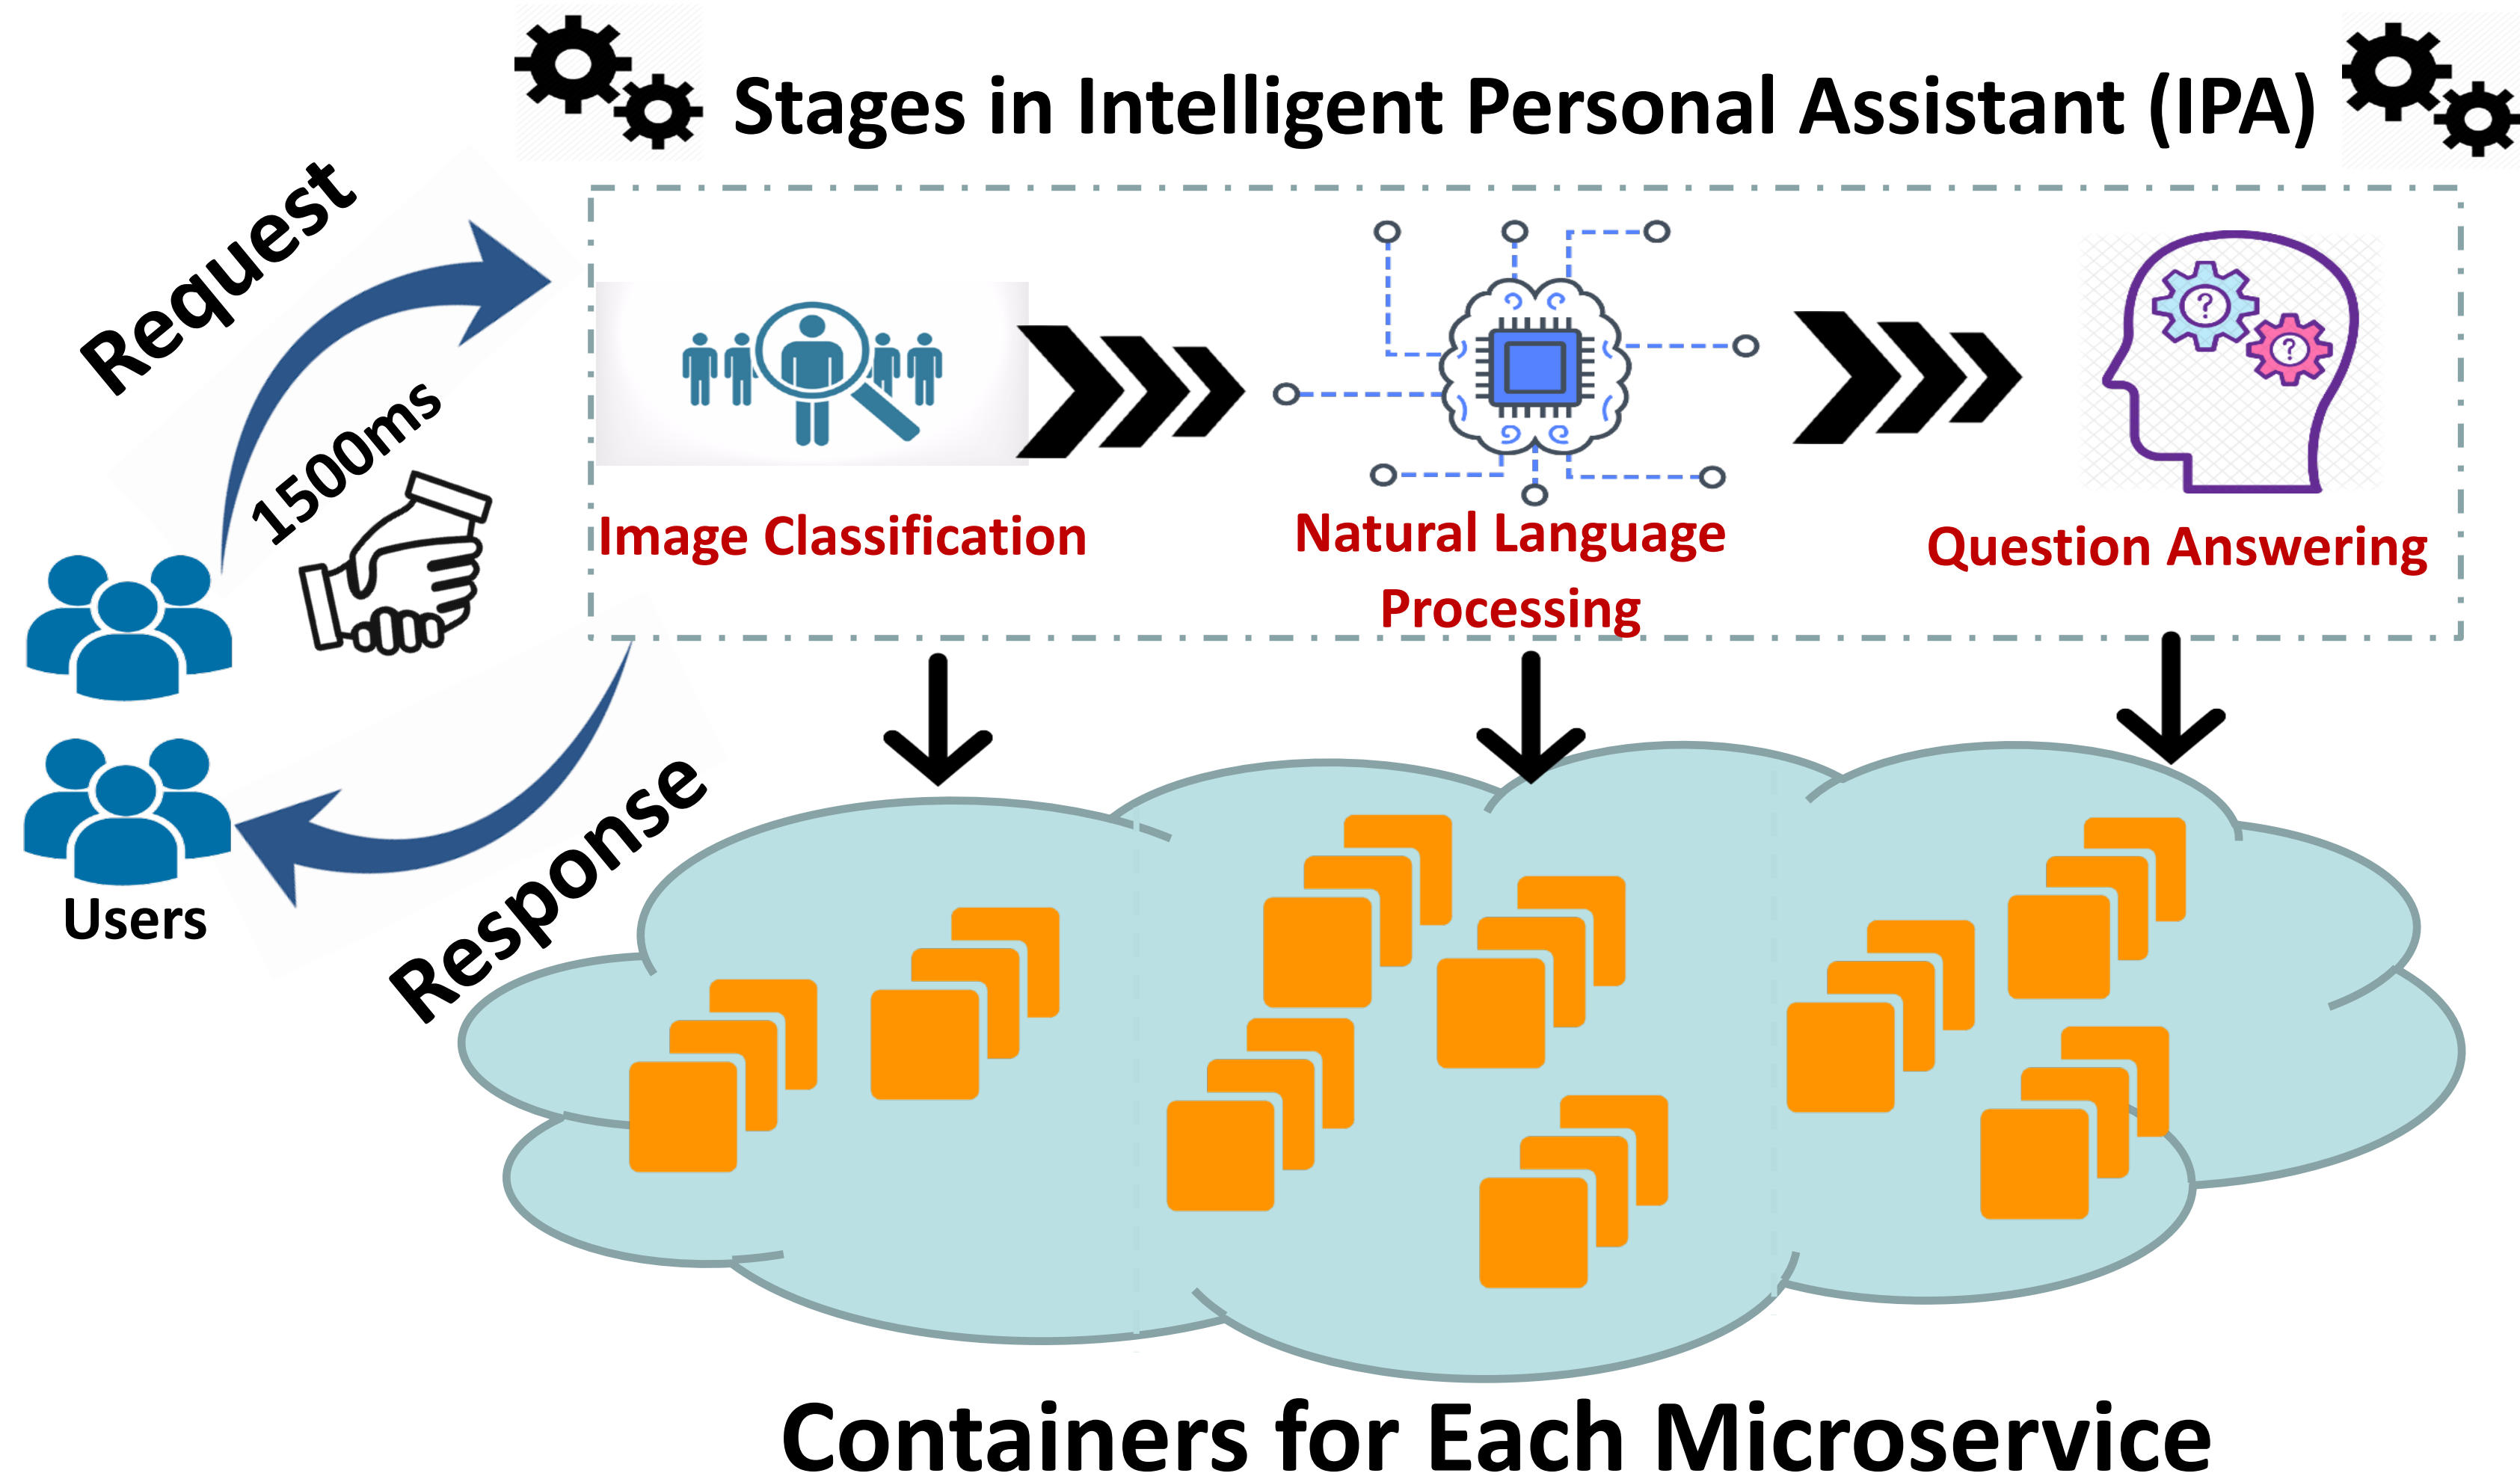 Stages in Intelligent Personal Assistant (IPA)
Request
1500ms
Image Classification
Natural Language
Processing
Question Answering
Users
Response
? ?
Containers for Each Microservice